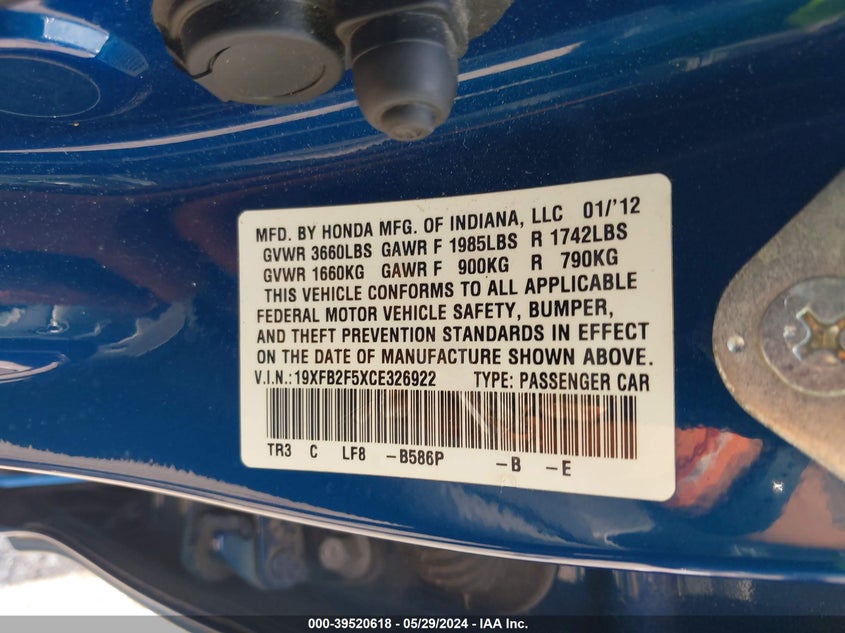 MFD. BY HONDA MFG. OF INDIANA, LLC 01/'12
GVWR 3660LBS GAWR F 1985LBS R 1742LBS
GVWR 1660KG GAWR F 900KG R 790KG
THIS VEHICLE CONFORMS TO ALL APPLICABLE
FEDERAL MOTOR VEHICLE SAFETY, BUMPER,
AND THEFT PREVENTION STANDARDS IN EFFECT
ON THE DATE OF MANUFACTURE SHOWN ABOVE.
V.I.N.:19XFB2F5XCE326922 TYPE: PASSENGER CAR
TR3 C LF8 -B586P -B -E
000-39520618 - 05/29/2024 - IAA Inc.